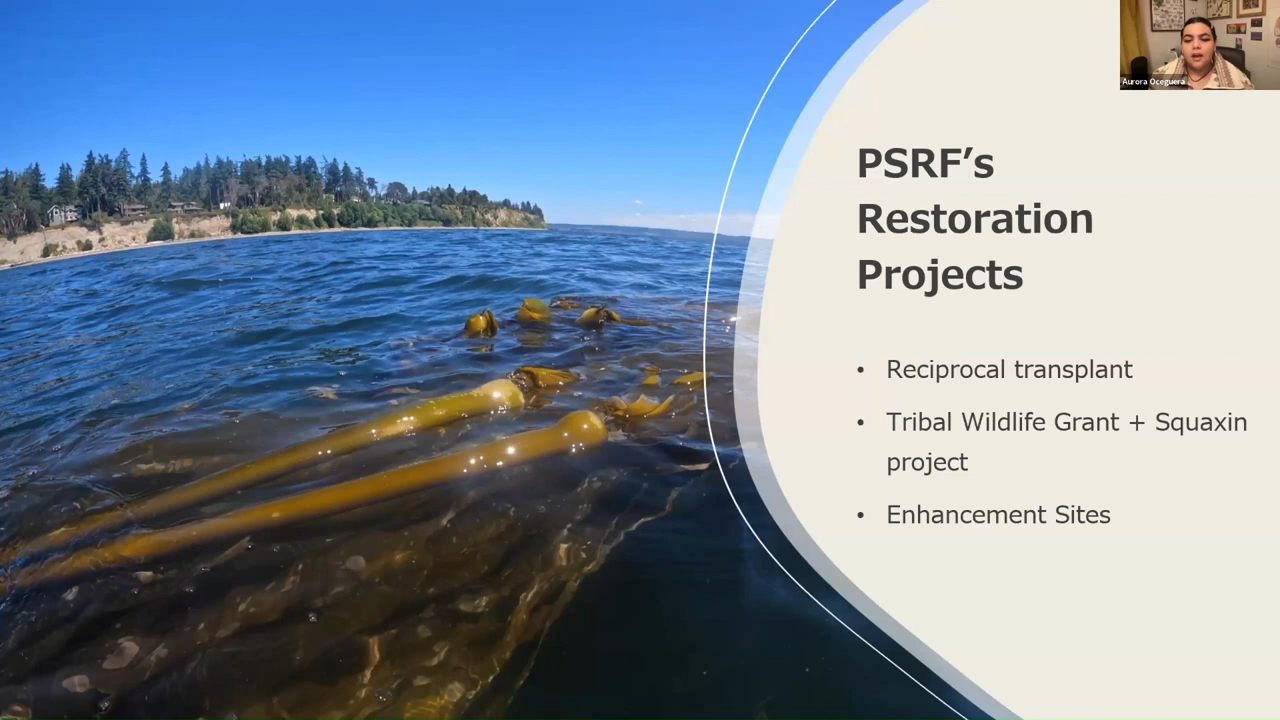 Aurora Oceguera
PSRF’s
Restoration
Projects
• Reciprocal transplant
• Tribal Wildlife Grant + Squaxin
project
• Enhancement Sites